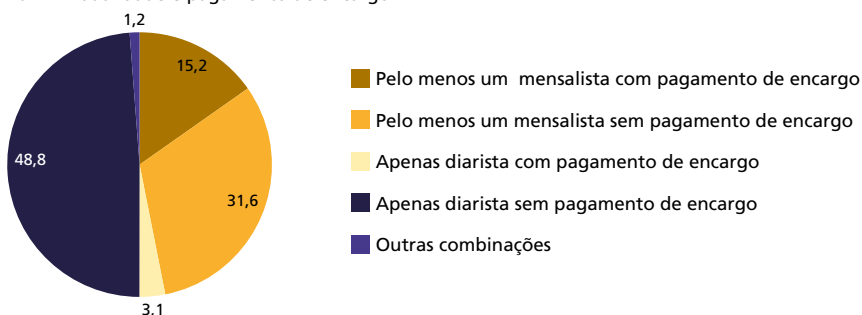 1,2
15,2
48,8
31,6
3,1
Pelo menos um mensalista com pagamento de encargo
Pelo menos um mensalista sem pagamento de encargo
Apenas diarista com pagamento de encargo
Apenas diarista sem pagamento de encargo
Outras combinações